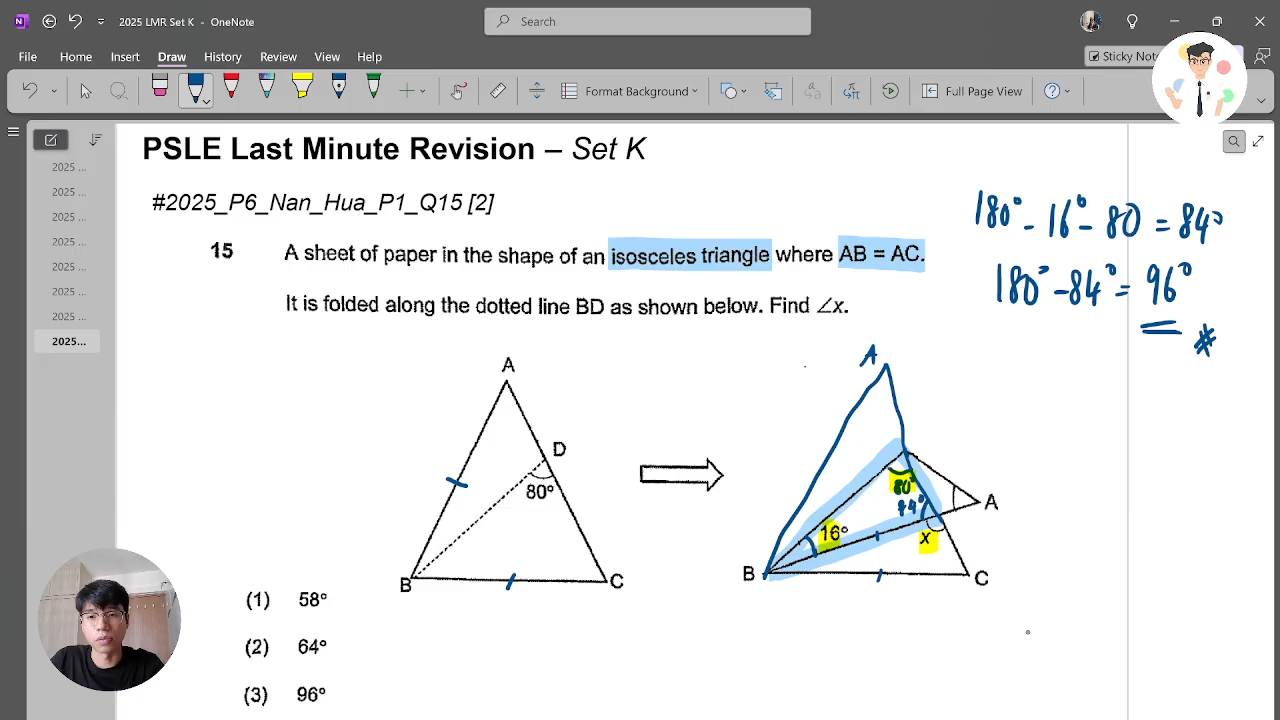 2025 LMR Set K - OneNote
Search
File Home Insert Draw History Review View Help
Sticky Not
Format Background
Full Page View
2025 ...
2025 ...
2025 ...
2025 ...
2025 ...
2025 ...
2025...
PSLE Last Minute Revision – Set K
#2025_P6_Nan_Hua_P1_Q15 [2]
15 A sheet of paper in the shape of an isosceles triangle where AB = AC.
It is folded along the dotted line BD as shown below. Find ∠x.
180° - 16° - 80 = 84°
180° - 84° = 96°
A
D
80°
B
C
A
80°
84°
A
16°
x
B
C
(1) 58°
(2) 64°
(3) 96°